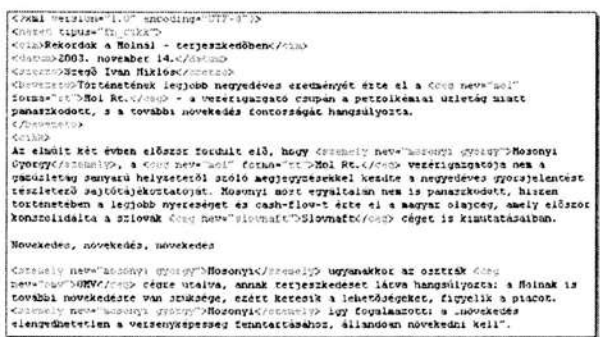 <?xml version="1.0" encoding="UTF-8"?>
<keret tipus="fn_cikk">
<cim>Rekordok a Molnál - terjeszkedőben</cim>
<datum>2003. november 14.</datum>
<szerzo>Szegő Iván Miklós</szerzo>
<bevezeto>Történetének legjobb negyedéves eredményét érte el a <ceg nev="mol"
forma="rt">Mol Rt.</ceg> - a vezérigazgató csupán a petrolkémiai üzletág miatt
panaszkodott, s a további növekedés fontosságát hangsúlyozta.
</bevezeto>
<cikk>
Az elmúlt két évben először fordult elő, hogy <szemely nev="mosonyi gyorgy">Mosonyi
György</szemely>, a <ceg nev="mol" forma="rt">Mol Rt.</ceg> vezérigazgatója nem a
gázüzletág sanyarú helyzetéről szóló megjegyzésekkel kezdte a negyedéves gyorsjelentést
részletező sajtótájékoztatót. Mosonyi most egyáltalán nem is panaszkodott, hiszen
történetében a legjobb nyereséget és cash-flow-t érte el a magyar olajcég, amely először
konszolidálta a szlovák <ceg nev="slovnaft">Slovnaft</ceg> céget is kimutatásaiban.
Növekedés, növekedés, növekedés
<szemely nev="mosonyi gyorgy">Mosonyi</szemely> ugyanakkor az osztrák <ceg
nev="omv">OMV</ceg> cégre utalva, annak terjeszkedését látva hangsúlyozta: a Molnak is
további növekedésre van szüksége, ezért keresik a lehetőségeket, figyelik a piacot.
<szemely nev="mosonyi gyorgy">Mosonyi</szemely> így fogalmazott: a „növekedés
elengedhetetlen a versenyképesség fenntartásához, állandóan növekedni kell".